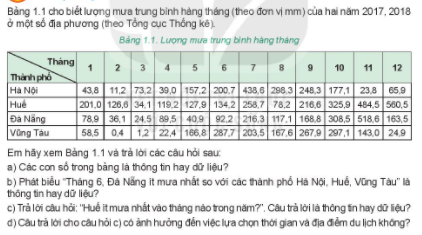 Bảng 1.1 cho biết lượng mưa trung bình hàng tháng (theo đơn vị mm) của hai năm 2017, 2018
ở một số địa phương (theo Tổng cục Thống kê).
Bảng 1.1. Lượng mưa trung bình hàng tháng
Tháng
Thành phố
1 2 3 4 5 6 7 8 9 10 11 12
Hà Nội 43,8 11,2 73,2 39,0 157,2 200,7 438,6 298,3 248,3 177,1 23,8 65,9
Huế 201,0 126,6 34,1 119,2 127,9 134,2 258,7 78,2 216,6 325,9 484,5 560,5
Đà Nẵng 78,9 36,1 24,5 89,5 40,9 92,2 216,3 117,1 168,8 308,5 518,6 163,5
Vũng Tàu 58,5 0,4 1,2 22,4 166,8 287,7 203,5 167,6 267,9 297,1 143,0 24,9
Em hãy xem Bảng 1.1 và trả lời các câu hỏi sau:
a) Các con số trong bảng là thông tin hay dữ liệu?
b) Phát biểu "Tháng 6, Đà Nẵng ít mưa nhất so với các thành phố Hà Nội, Huế, Vũng Tàu" là
thông tin hay dữ liệu?
c) Trả lời câu hỏi: "Huế ít mưa nhất vào tháng nào trong năm?". Câu trả lời là thông tin hay dữ liệu?
d) Câu trả lời cho câu hỏi c) có ảnh hưởng đến việc lựa chọn thời gian và địa điểm du lịch không?